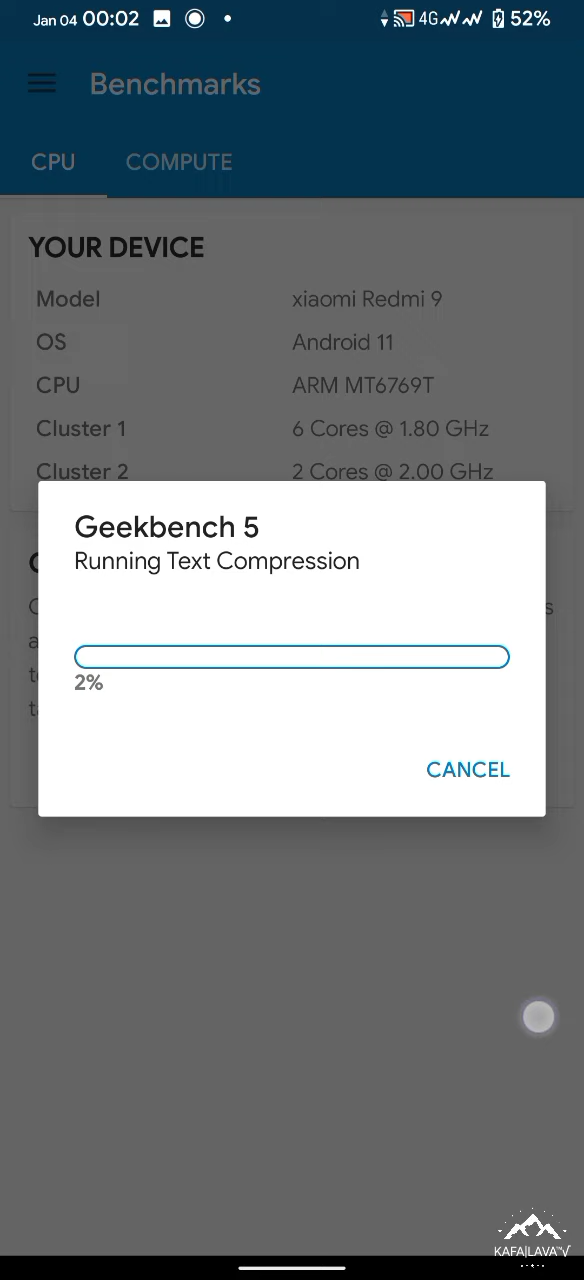 Jan 04 00:02 4G 52%
Benchmarks
CPU COMPUTE
YOUR DEVICE
Model xiaomi Redmi 9
OS Android 11
CPU ARM MT6769T
Cluster 1 6 Cores @ 1.80 GHz
Cluster 2 2 Cores @ 2.00 GHz
Geekbench 5
Running Text Compression
2%
CANCEL
KAFA|LAVA™V